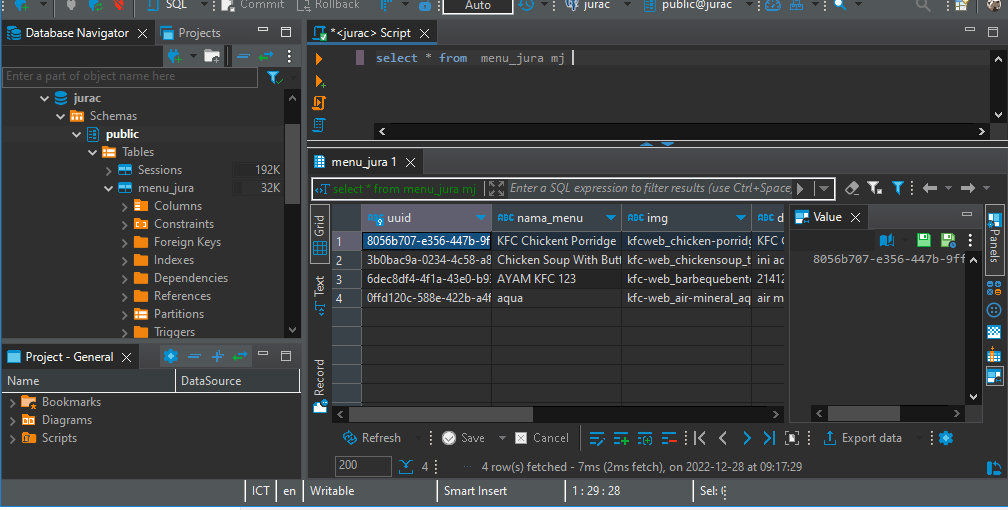 SQL Commit Rollback Auto jurac public@jurac
Database Navigator Projects
Enter a part of object name here
jurac
Schemas
public
Tables
Sessions 192K
menu_jura 32K
Columns
Constraints
Foreign Keys
Indexes
Dependencies
References
Partitions
Triggers
Project - General
Name DataSource
Bookmarks
Diagrams
Scripts
*<jurac> Script
select * from  menu_jura mj
menu_jura 1
select * from menu_jura mj Enter a SQL expression to filter results (use Ctrl+Space
Grid
Text
Record
uuid nama_menu img d
1 8056b707-e356-447b-9f KFC Chickent Porridge kfcweb_chicken-porridg KFC C
2 3b0bac9a-0234-4c58-a8 Chicken Soup With Butt kfc-web_chickensoup_t ini ad
3 6dec8df4-4f1a-43e0-b93 AYAM KFC 123 kfc-web_barbequebento 21412
4 0ffd120c-588e-422b-a4f aqua kfc-web_air-mineral_aq air m
Value
8056b707-e356-447b-9ff
Panels
Refresh Save Cancel Export data
200 4 4 row(s) fetched - 7ms (2ms fetch), on 2022-12-28 at 09:17:29
ICT en Writable Smart Insert 1 : 29 : 28 Sel: